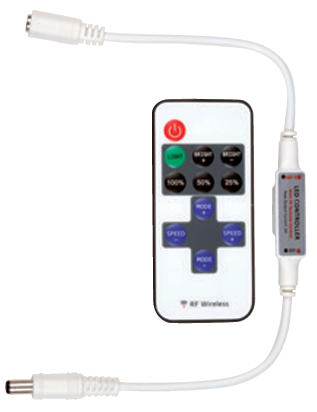 LIGHT
BRIGHT +
BRIGHT -
100%
50%
25%
MODE +
SPEED -
SPEED +
MODE -
RF Wireless
LED CONTROLLER